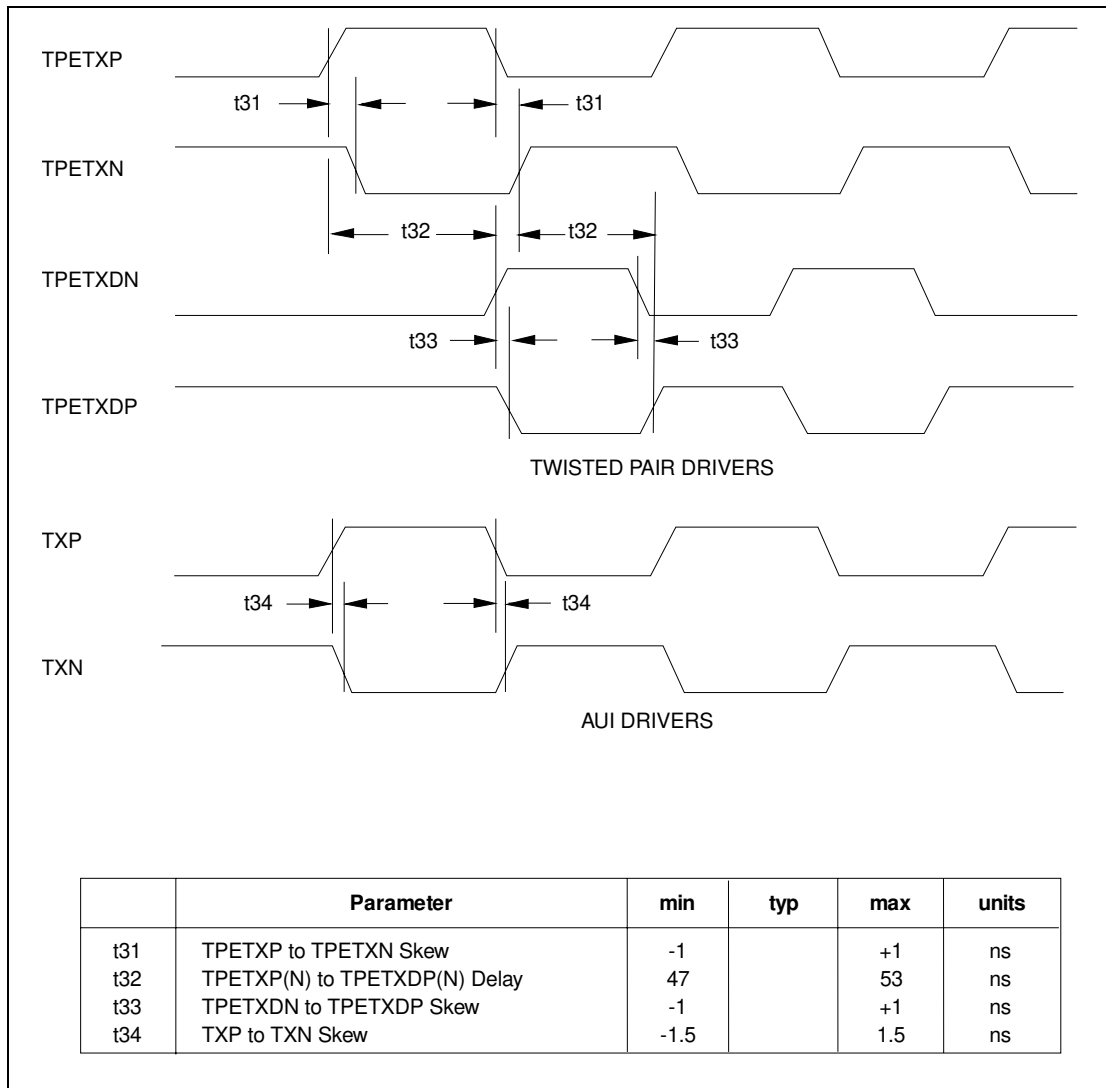 TPETXP
t31 t31
TPETXN
t32 t32
TPETXDN
t33 t33
TPETXDP
TWISTED PAIR DRIVERS
TXP
t34 t34
TXN
AUI DRIVERS
Parameter min typ max units
t31 TPETXP to TPETXN Skew -1 +1 ns
t32 TPETXP(N) to TPETXDP(N) Delay 47 53 ns
t33 TPETXDN to TPETXDP Skew -1 +1 ns
t34 TXP to TXN Skew -1.5 1.5 ns